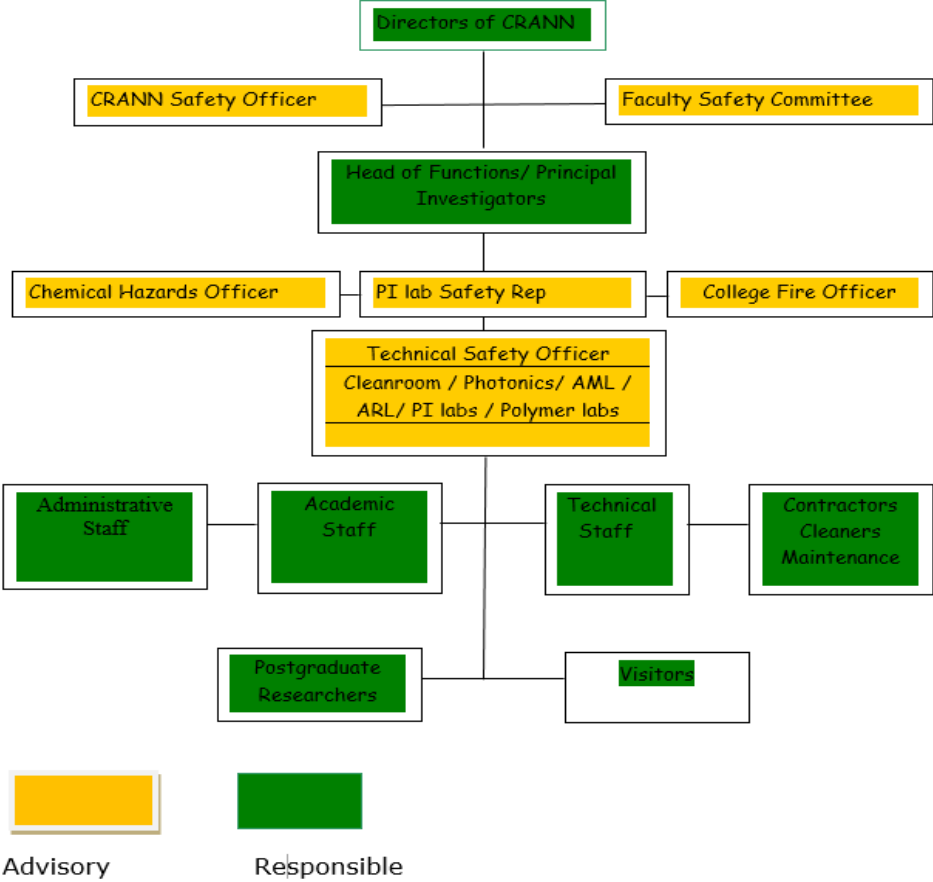 Directors of CRANN
CRANN Safety Officer
Faculty Safety Committee
Head of Functions/ Principal
Investigators
Chemical Hazards Officer
PI lab Safety Rep
College Fire Officer
Technical Safety Officer
Cleanroom / Photonics/ AML /
ARL/ PI labs / Polymer labs
Administrative
Staff
Academic
Staff
Technical
Staff
Contractors
Cleaners
Maintenance
Postgraduate
Researchers
Visitors
Advisory
Responsible